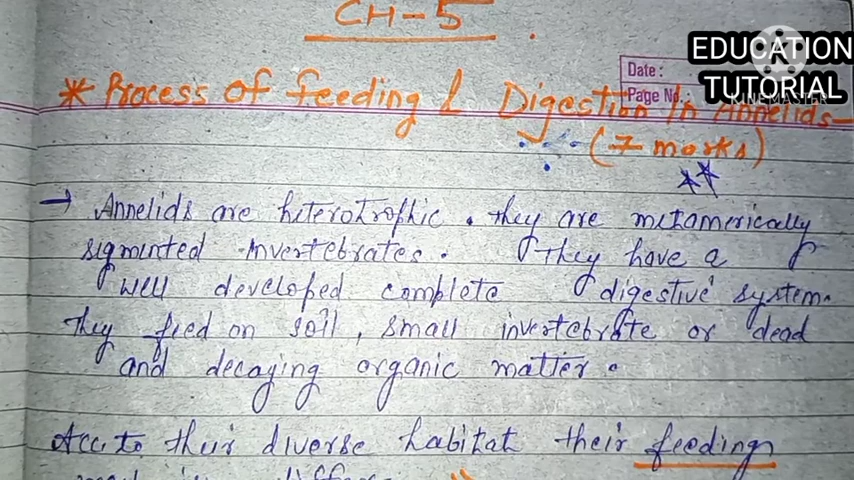 CH-5
EDUCATION
TUTORIAL
KINEMASTER
Date:
Page No.:
* Process of feeding & Digestion In Annelids-
(7 marks)
→ Annelids are heterotrophic. they are metamerically
segmented invertebrates. They have a
well developed complete digestive system.
They feed on soil, small invertebrate or dead
and decaying organic matter.
Acc to their diverse habitat their feeding